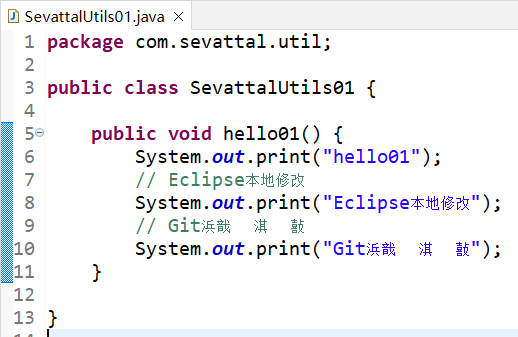 SevattalUtils01.java
1 package com.sevattal.util;
2
3 public class SevattalUtils01 {
4
5     public void hello01() {
6         System.out.print("hello01");
7         // Eclipse本地修改
8         System.out.print("Eclipse本地修改");
9         // Git浜戠 淇 敼
10         System.out.print("Git浜戠 淇 敼");
11     }
12
13 }